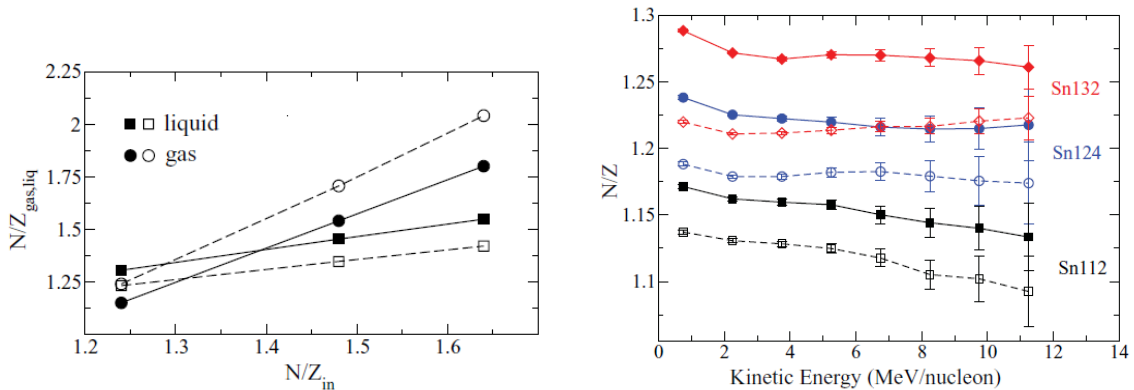 2.25
2
1.75
1.5
1.25
N/Z gas,liq
liquid
gas
1.2 1.3 1.4 1.5 1.6
N/Z in
1.3
1.25
1.2
1.15
1.1
N/Z
Sn132
Sn124
Sn112
0 2 4 6 8 10 12 14
Kinetic Energy (MeV/nucleon)